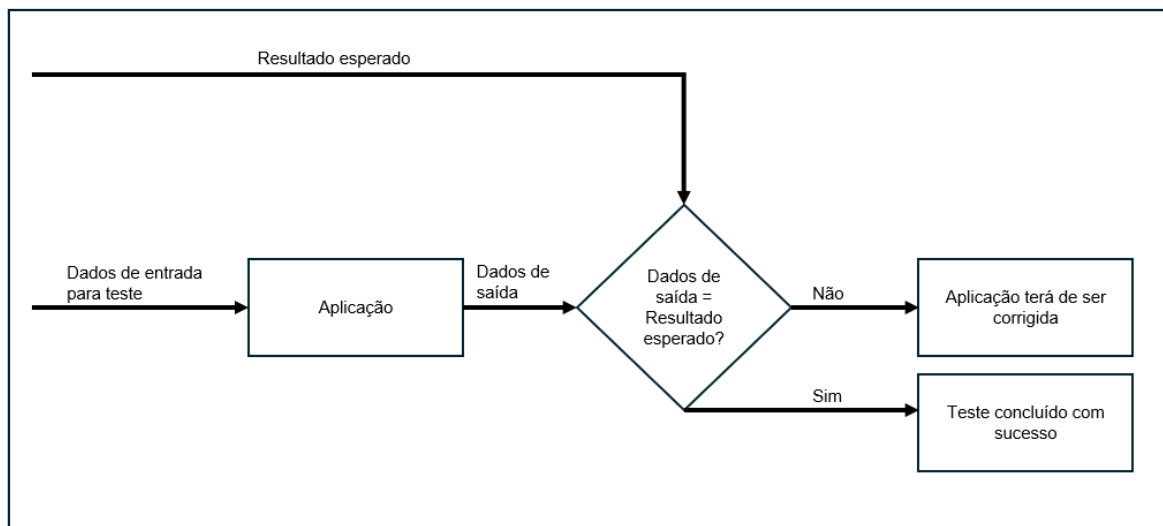 Resultado esperado
Dados de entrada
para teste
Aplicação
Dados de
saída
Dados de
saída =
Resultado
esperado?
Não
Aplicação terá de ser
corrigida
Sim
Teste concluído com
sucesso